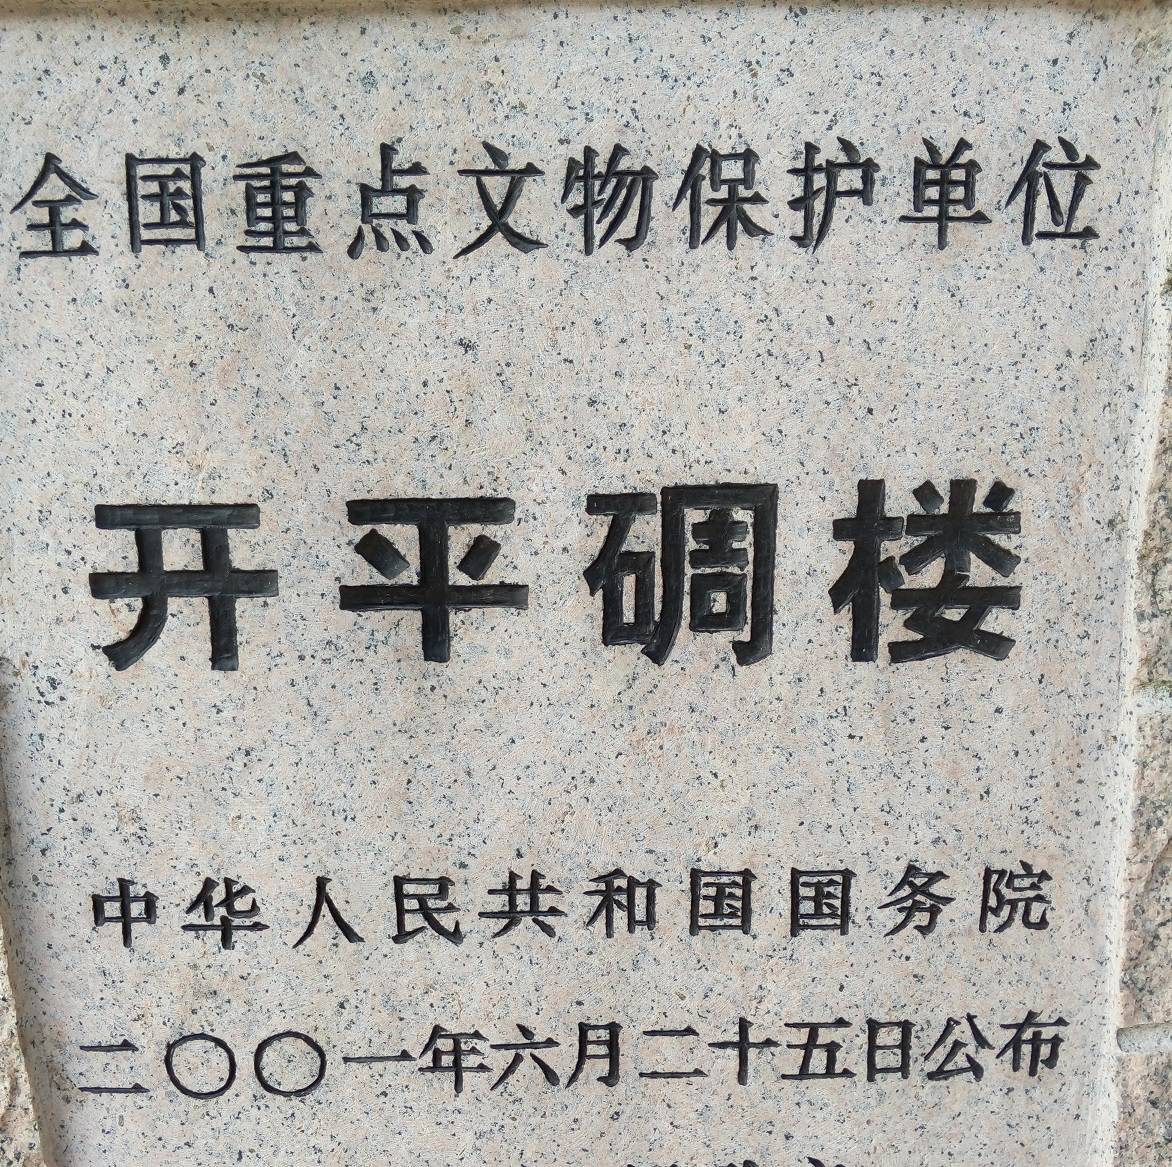 全国重点文物保护单位
开平碉楼
中华人民共和国国务院
二〇〇一年六月二十五日公布